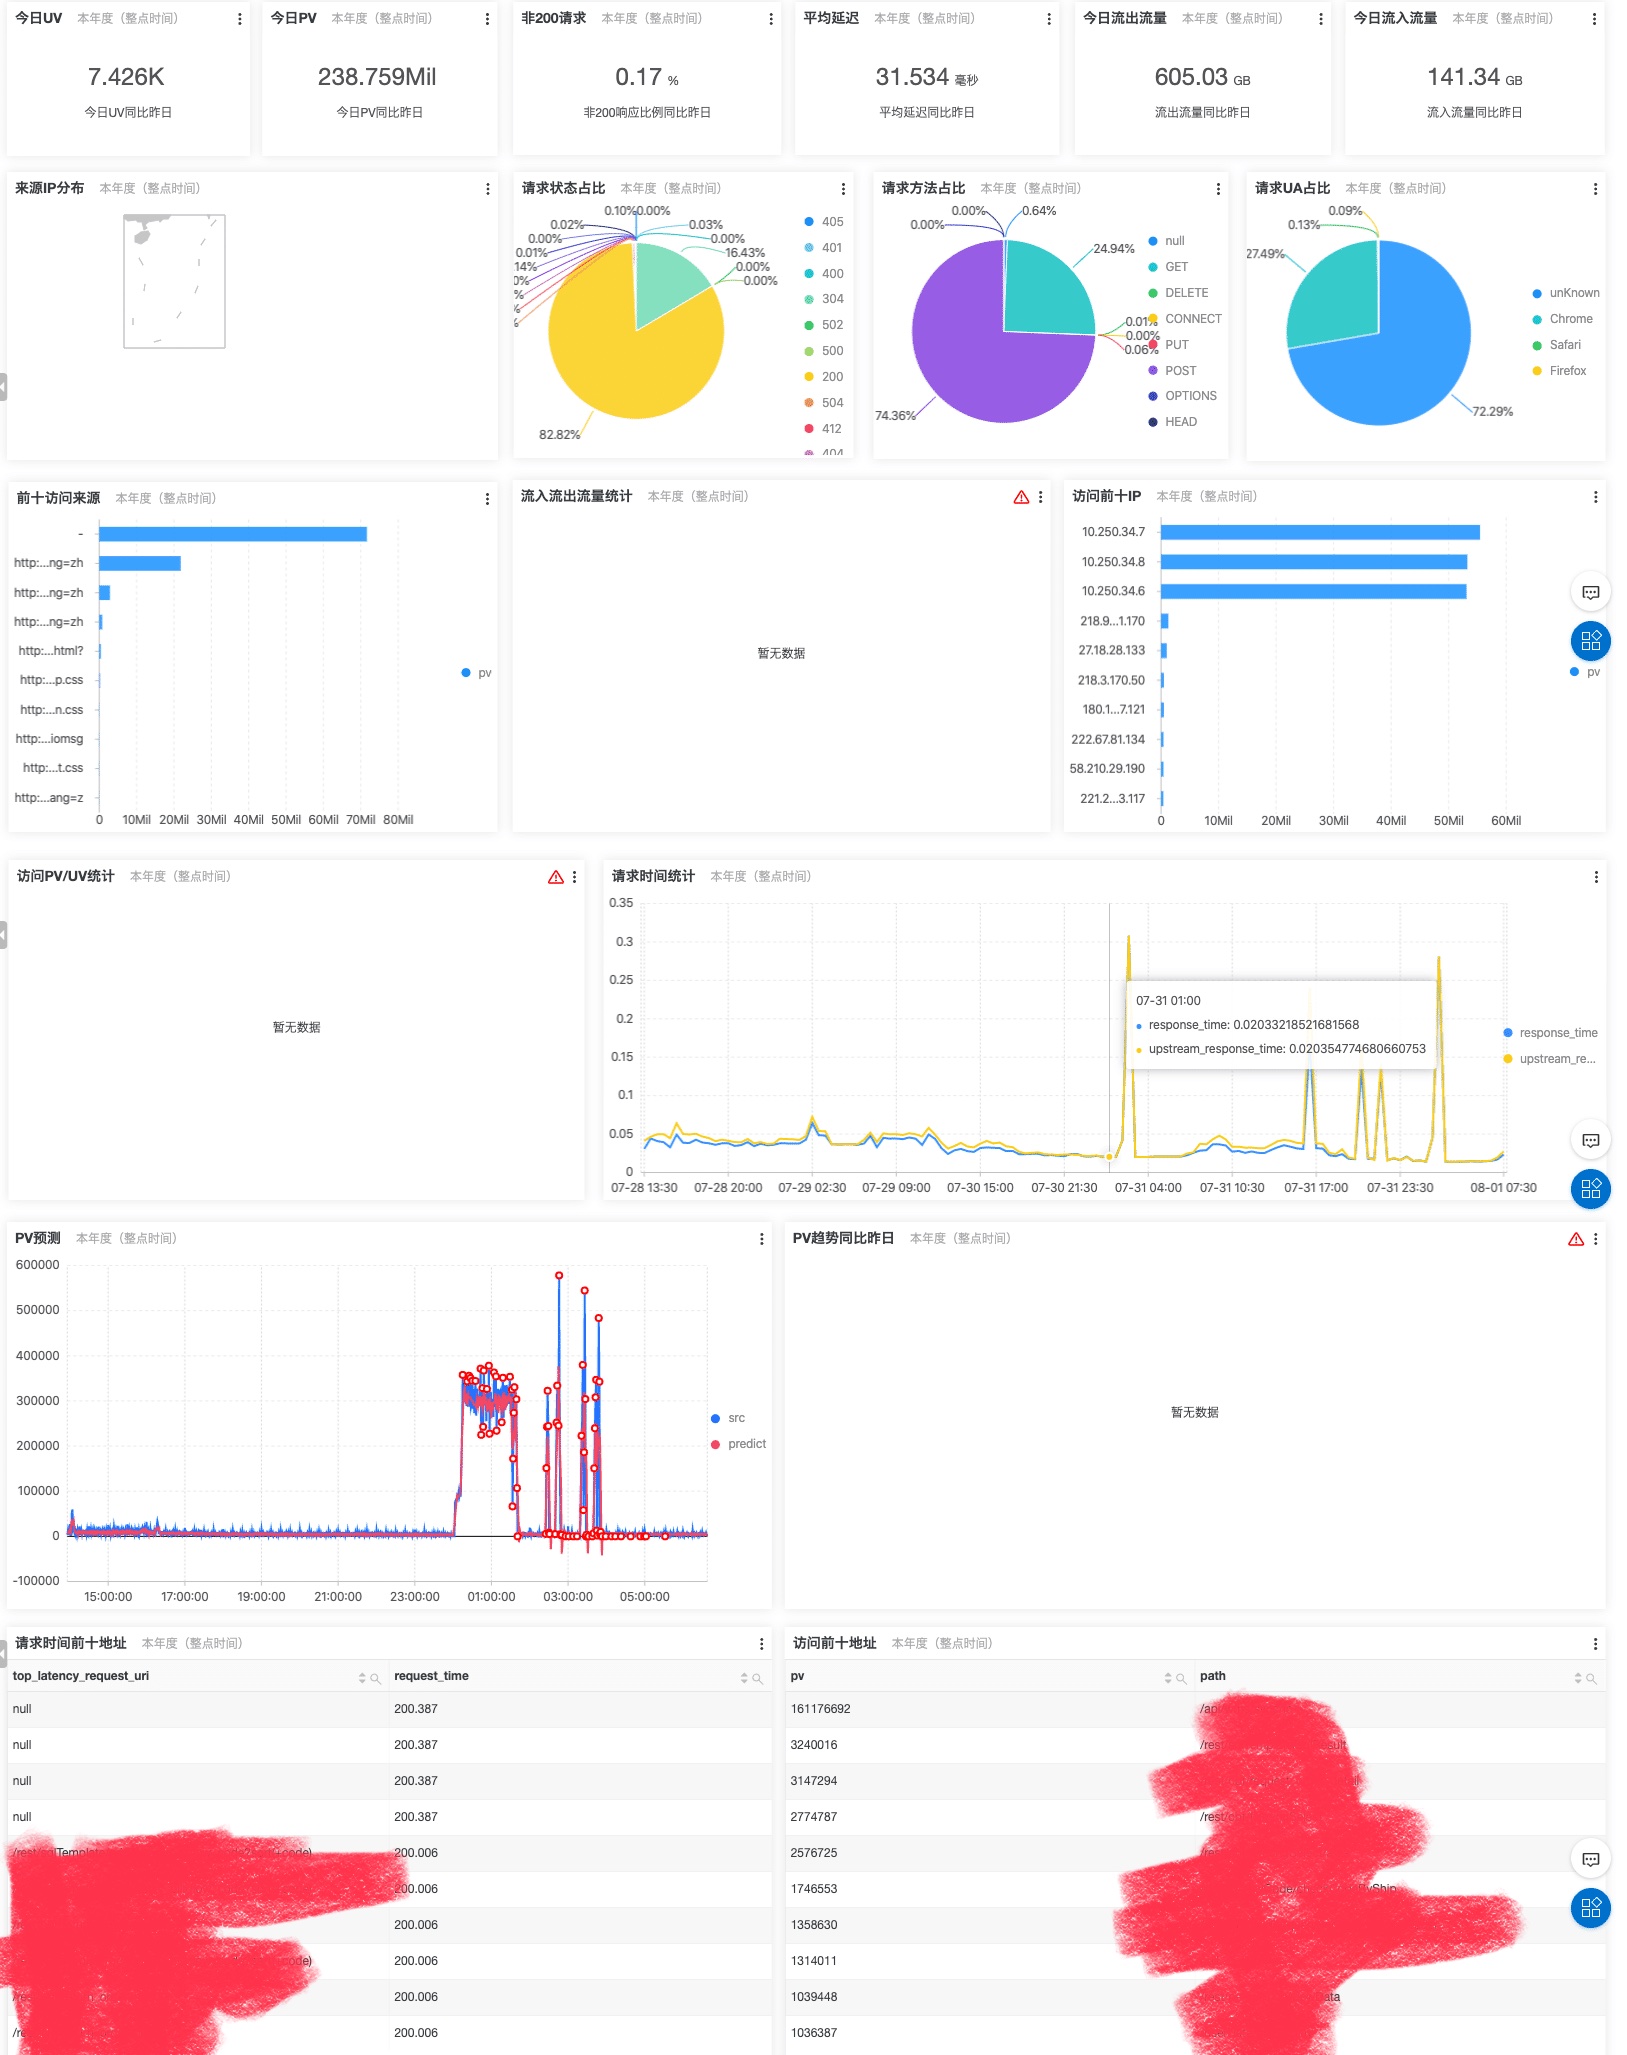 今日UV 本年度（整点时间）
7.426K
今日UV同比昨日
今日PV 本年度（整点时间）
238.759Mil
今日PV同比昨日
非200请求 本年度（整点时间）
0.17 %
非200响应比例同比昨日
平均延迟 本年度（整点时间）
31.534 毫秒
平均延迟同比昨日
今日流出流量 本年度（整点时间）
605.03 GB
流出流量同比昨日
今日流入流量 本年度（整点时间）
141.34 GB
流入流量同比昨日
来源IP分布 本年度（整点时间）
请求状态占比 本年度（整点时间）
0.10% 0.00%
0.02%
0.03%
0.00%
0.00%
0.01%
16.43%
.14%
0.00%
0%
0.00%
%
%
%
82.82%
405
401
400
304
502
500
200
504
412
404
请求方法占比 本年度（整点时间）
0.00%
0.64%
0.00%
24.94%
0.01%
0.00%
0.06%
74.36%
null
GET
DELETE
CONNECT
PUT
POST
OPTIONS
HEAD
请求UA占比 本年度（整点时间）
0.09%
0.13%
27.49%
72.29%
unKnown
Chrome
Safari
Firefox
前十访问来源 本年度（整点时间）
-
http:...ng=zh
http:...ng=zh
http:...ng=zh
http:...html?
http:...p.css
http:...n.css
http:...iomsg
http:...t.css
http:...ang=z
0 10Mil 20Mil 30Mil 40Mil 50Mil 60Mil 70Mil 80Mil
pv
流入流出流量统计 本年度（整点时间）
暂无数据
访问前十IP 本年度（整点时间）
10.250.34.7
10.250.34.8
10.250.34.6
218.9...1.170
27.18.28.133
218.3.170.50
180.1...7.121
222.67.81.134
58.210.29.190
221.2...3.117
0 10Mil 20Mil 30Mil 40Mil 50Mil 60Mil
pv
访问PV/UV统计 本年度（整点时间）
暂无数据
请求时间统计 本年度（整点时间）
0.35
0.3
0.25
0.2
0.15
0.1
0.05
0
07-31 01:00
response_time: 0.02033218521681568
upstream_response_time: 0.020354774680660753
07-28 13:30 07-28 20:00 07-29 02:30 07-29 09:00 07-30 15:00 07-30 21:30 07-31 04:00 07-31 10:30 07-31 17:00 07-31 23:30 08-01 07:30
response_time
upstream_re...
PV预测 本年度（整点时间）
600000
500000
400000
300000
200000
100000
0
-100000
15:00:00 17:00:00 19:00:00 21:00:00 23:00:00 01:00:00 03:00:00 05:00:00
src
predict
PV趋势同比昨日 本年度（整点时间）
暂无数据
请求时间前十地址 本年度（整点时间）
top_latency_request_uri request_time
null 200.387
null 200.387
null 200.387
null 200.387
200.006
200.006
200.006
200.006
200.006
200.006
访问前十地址 本年度（整点时间）
pv path
161176692
3240016
3147294
2774787
2576725
1746553
1358630
1314011
1039448
1036387